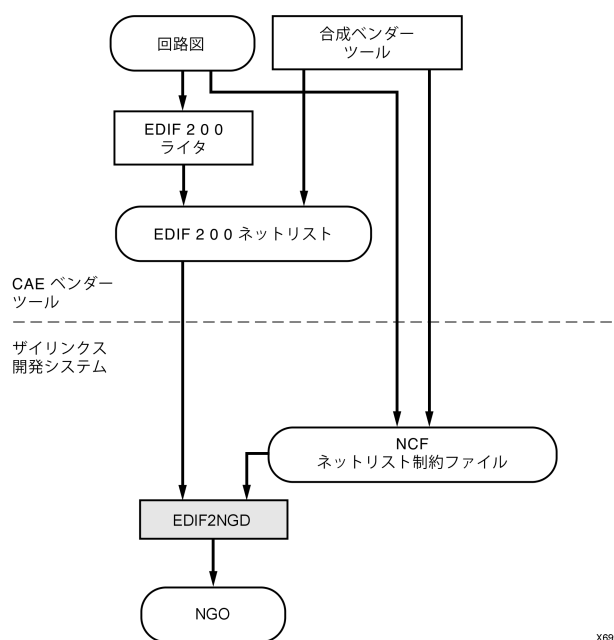 回路図
合成ベンダー
ツール
EDIF 2 0 0
ライタ
EDIF 2 0 0 ネットリスト
CAE ベンダー
ツール
ザイリンクス
開発システム
NCF
ネットリスト制約ファイル
EDIF2NGD
NGO
X69